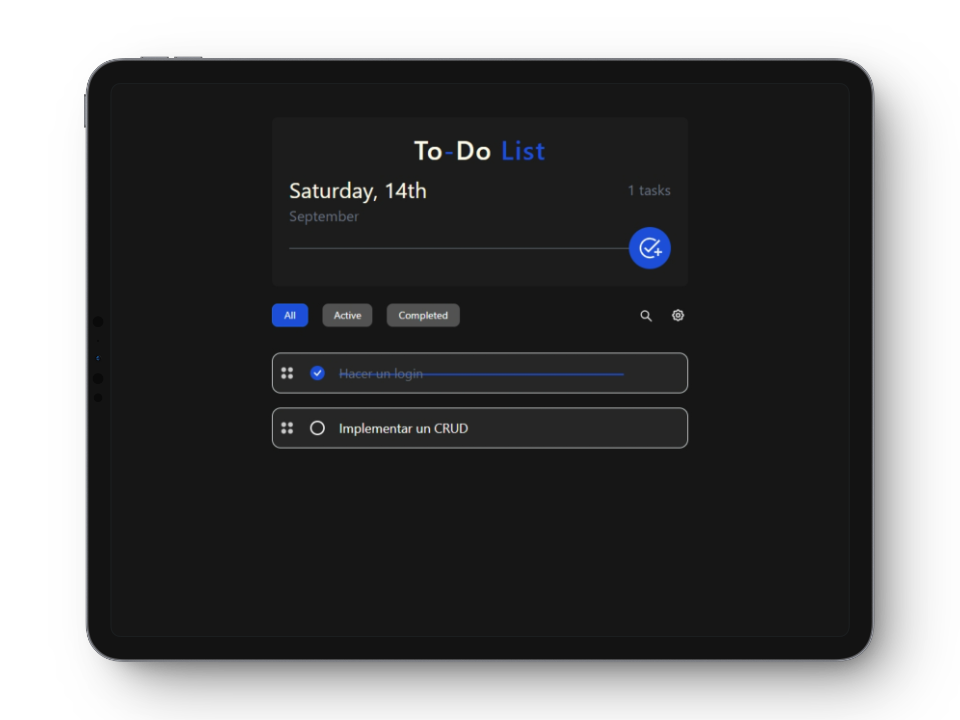 To-Do List
Saturday, 14th
1 tasks
September
All
Active
Completed
Hacer un login
Implementar un CRUD